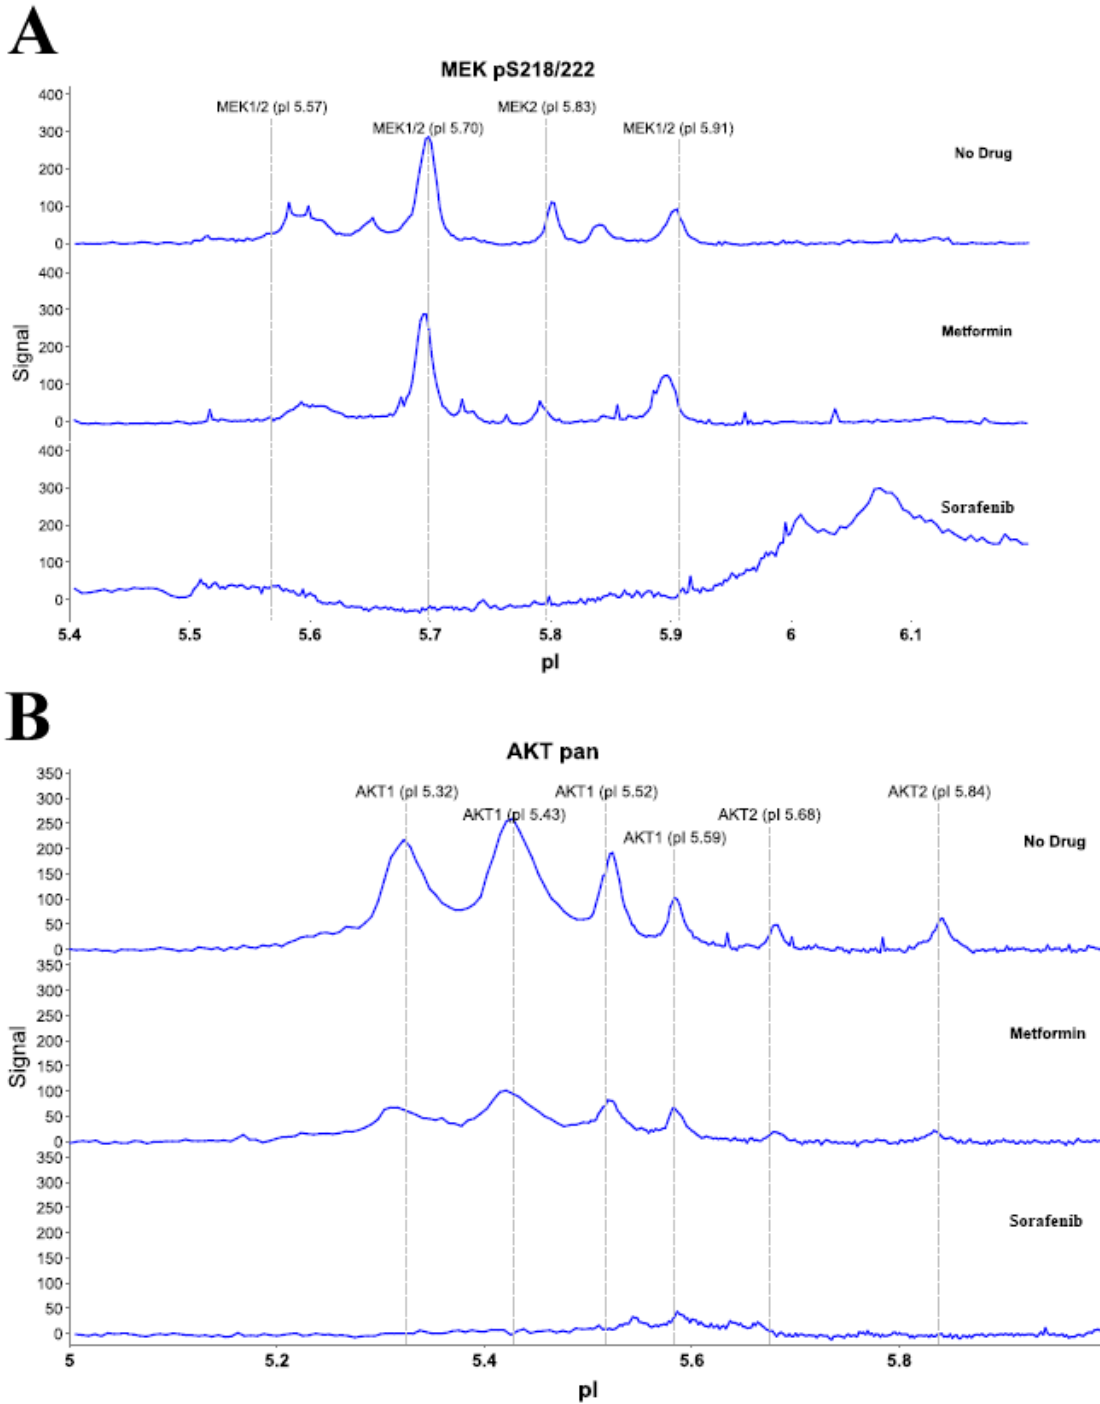 A
MEK pS218/222
MEK1/2 (pI 5.57)
MEK2 (pI 5.83)
MEK1/2 (pI 5.70)
MEK1/2 (pI 5.91)
400
300
200
100
0
No Drug
400
300
200
100
0
Metformin
400
300
200
100
0
Sorafenib
Signal
5.4 5.5 5.6 5.7 5.8 5.9 6 6.1
pI
B
AKT pan
AKT1 (pI 5.32)
AKT1 (pI 5.52)
AKT2 (pI 5.84)
AKT1 (pI 5.43)
AKT2 (pI 5.68)
AKT1 (pI 5.59)
350
300
250
200
150
100
50
0
No Drug
350
300
250
200
150
100
50
0
Metformin
350
300
250
200
150
100
50
0
Sorafenib
Signal
5 5.2 5.4 5.6 5.8
pI